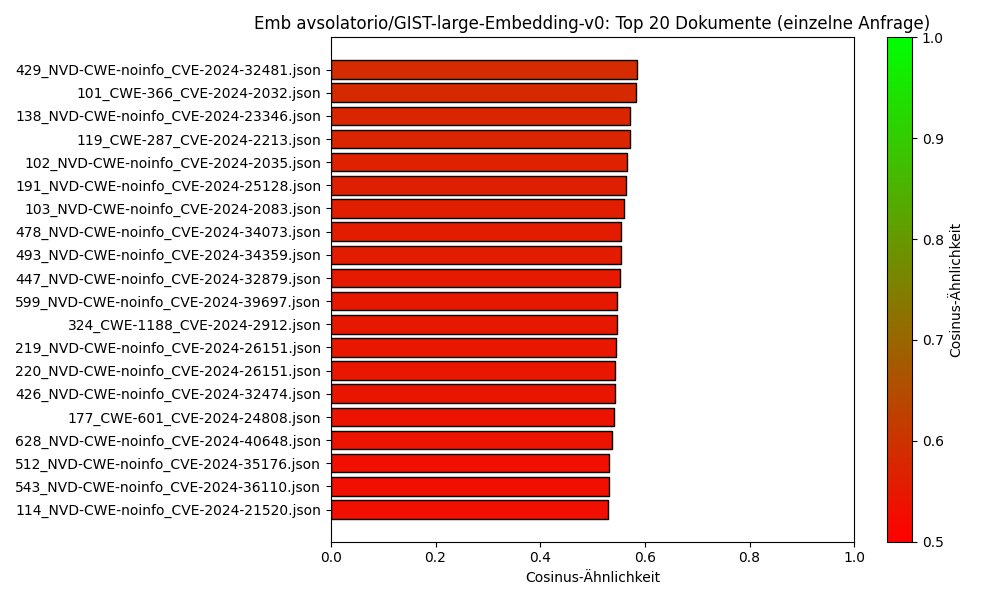 Emb avsolatorio/GIST-large-Embedding-v0: Top 20 Dokumente (einzelne Anfrage)
429_NVD-CWE-noinfo_CVE-2024-32481.json
101_CWE-366_CVE-2024-2032.json
138_NVD-CWE-noinfo_CVE-2024-23346.json
119_CWE-287_CVE-2024-2213.json
102_NVD-CWE-noinfo_CVE-2024-2035.json
191_NVD-CWE-noinfo_CVE-2024-25128.json
103_NVD-CWE-noinfo_CVE-2024-2083.json
478_NVD-CWE-noinfo_CVE-2024-34073.json
493_NVD-CWE-noinfo_CVE-2024-34359.json
447_NVD-CWE-noinfo_CVE-2024-32879.json
599_NVD-CWE-noinfo_CVE-2024-39697.json
324_CWE-1188_CVE-2024-2912.json
219_NVD-CWE-noinfo_CVE-2024-26151.json
220_NVD-CWE-noinfo_CVE-2024-26151.json
426_NVD-CWE-noinfo_CVE-2024-32474.json
177_CWE-601_CVE-2024-24808.json
628_NVD-CWE-noinfo_CVE-2024-40648.json
512_NVD-CWE-noinfo_CVE-2024-35176.json
543_NVD-CWE-noinfo_CVE-2024-36110.json
114_NVD-CWE-noinfo_CVE-2024-21520.json
0.0 0.2 0.4 0.6 0.8 1.0
Cosinus-Ähnlichkeit
1.0
0.9
0.8
0.7
0.6
0.5
Cosinus-Ähnlichkeit